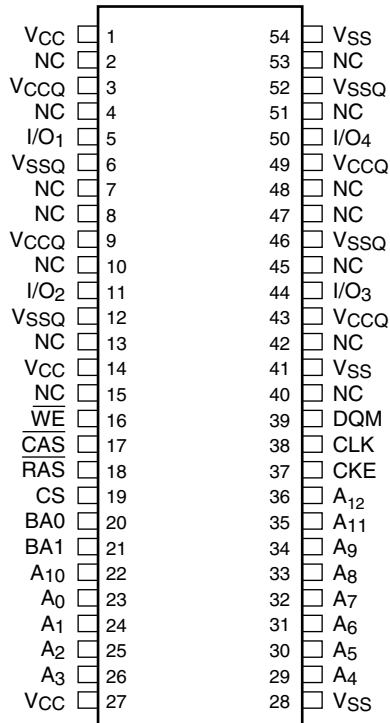 VCC 1 54 VSS
NC 2 53 NC
VCCQ 3 52 VSSQ
NC 4 51 NC
I/O1 5 50 I/O4
VSSQ 6 49 VCCQ
NC 7 48 NC
NC 8 47 NC
VCCQ 9 46 VSSQ
NC 10 45 NC
I/O2 11 44 I/O3
VSSQ 12 43 VCCQ
NC 13 42 NC
VCC 14 41 VSS
NC 15 40 NC
W̅E̅ 16 39 DQM
C̅A̅S̅ 17 38 CLK
R̅A̅S̅ 18 37 CKE
CS 19 36 A12
BA0 20 35 A11
BA1 21 34 A9
A10 22 33 A8
A0 23 32 A7
A1 24 31 A6
A2 25 30 A5
A3 26 29 A4
VCC 27 28 VSS